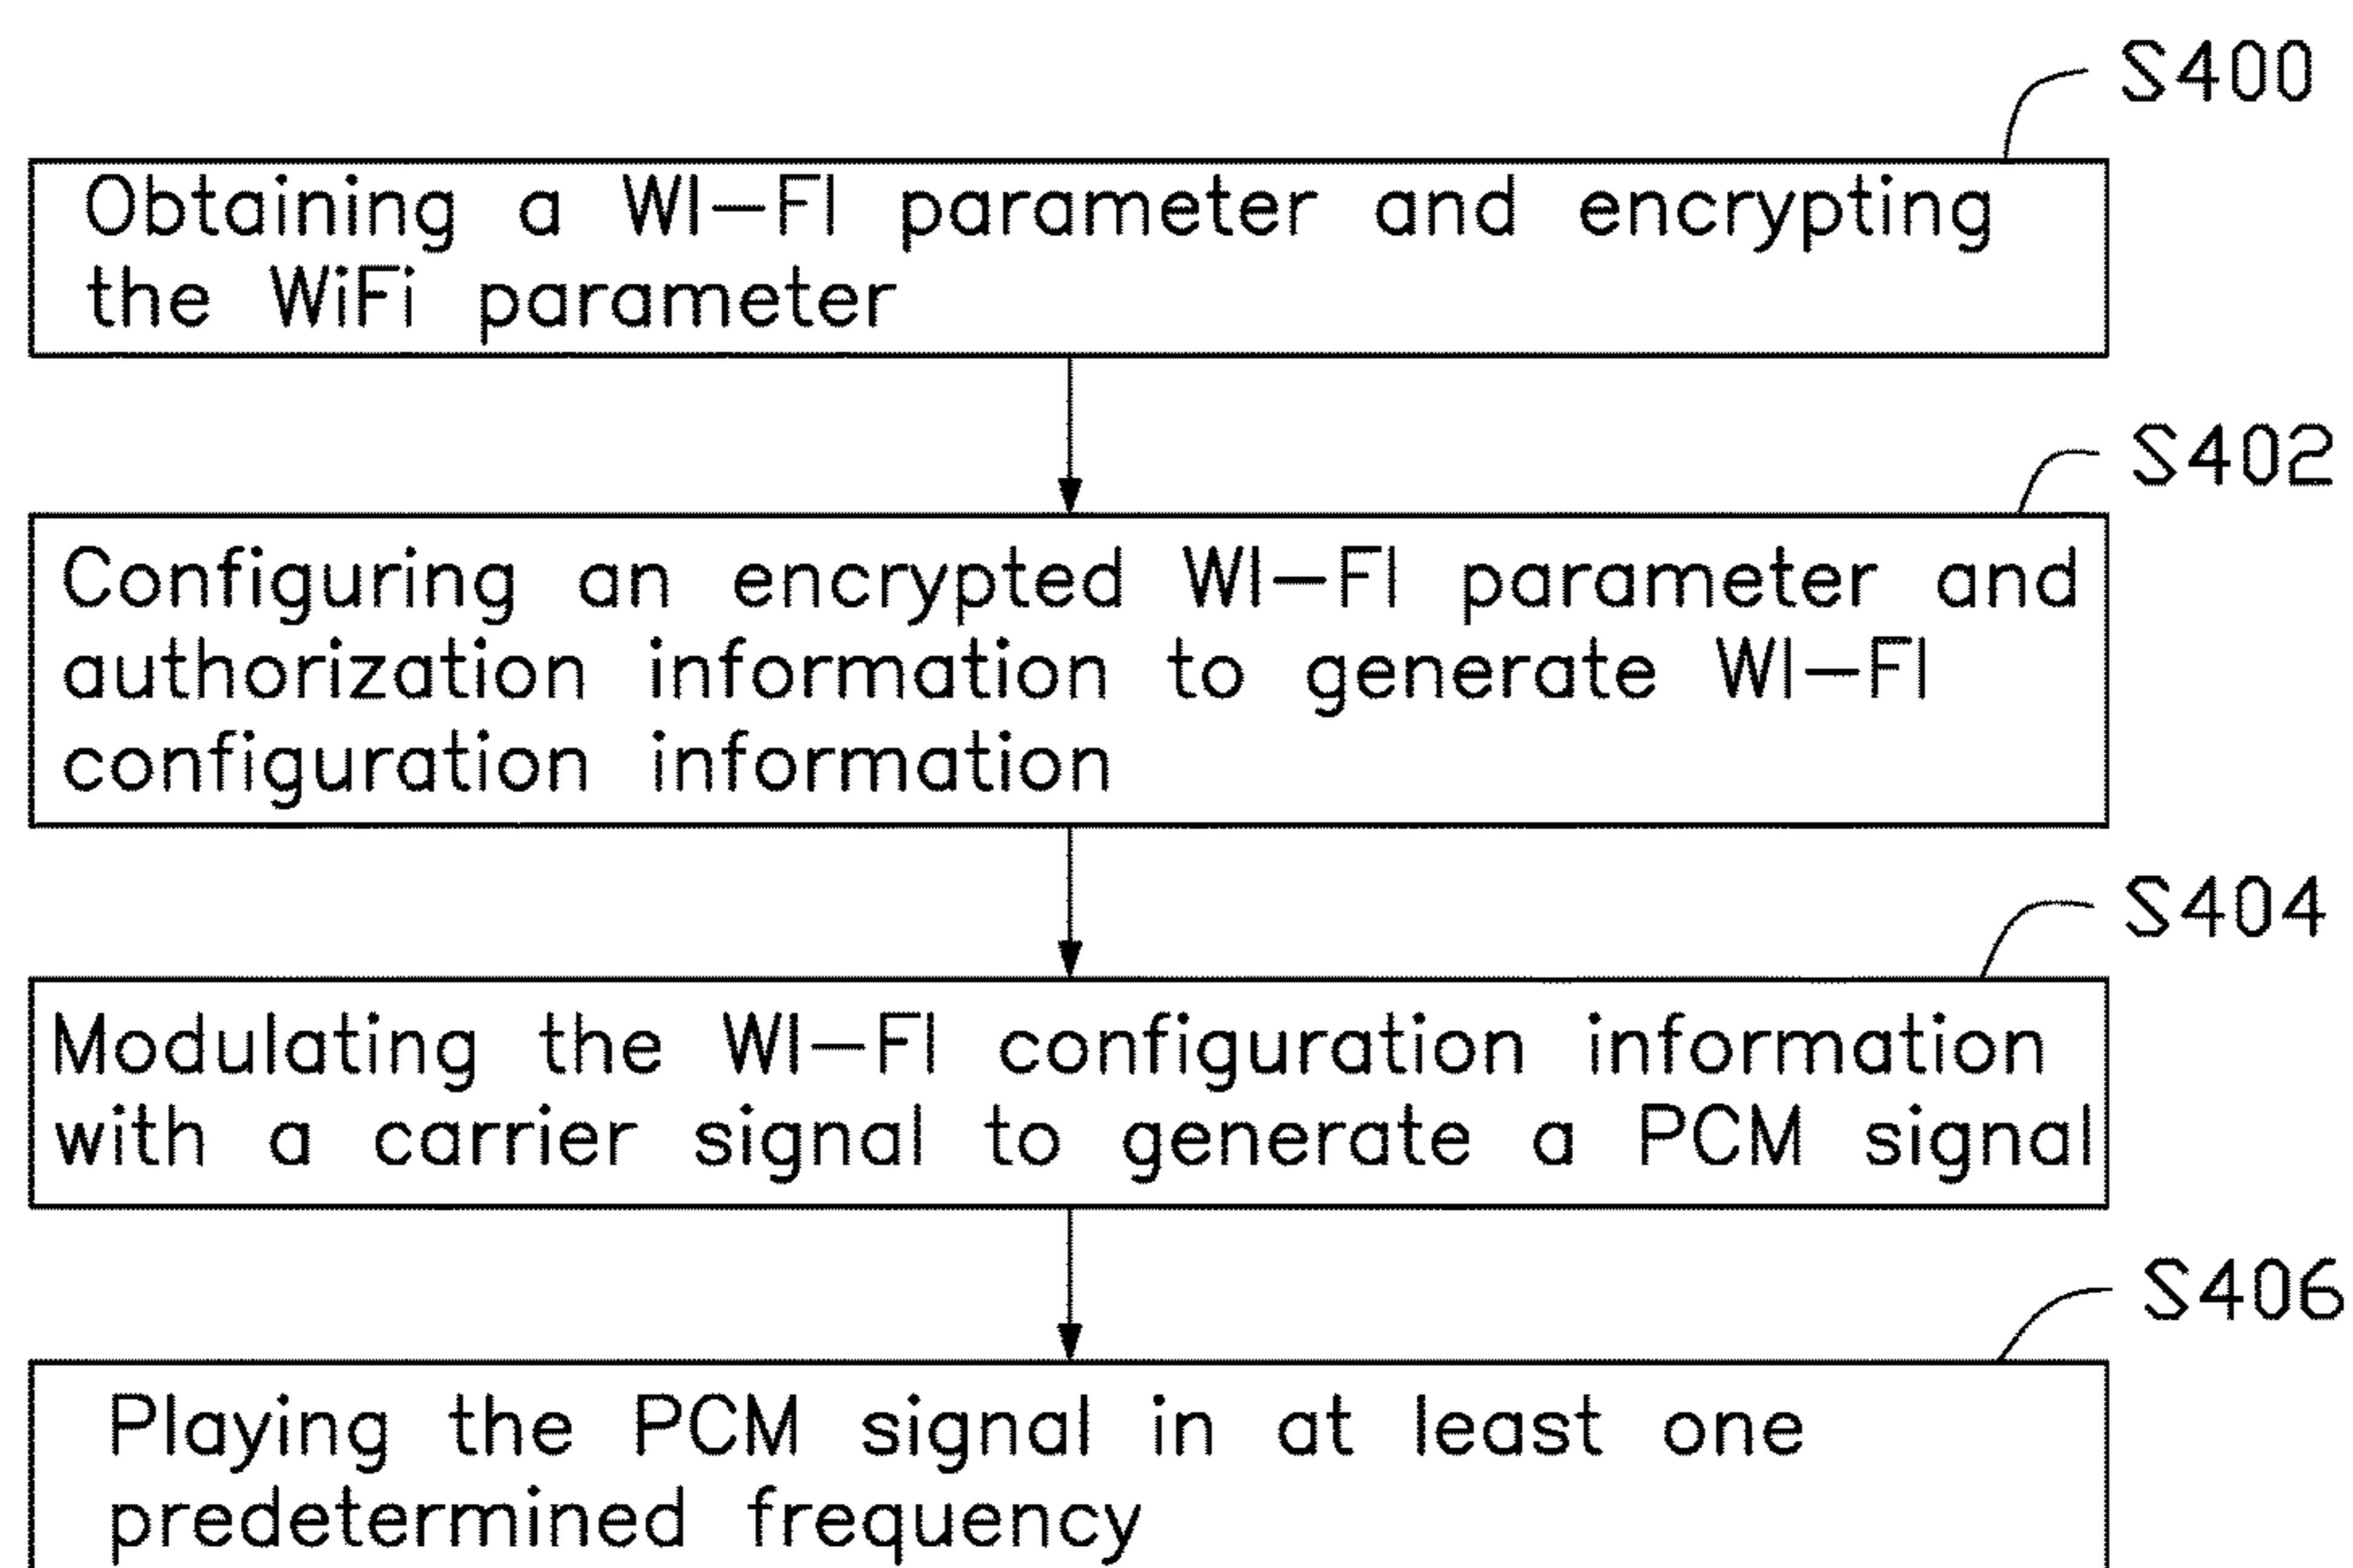 S400
Obtaining a WI-FI parameter and encrypting
the WiFi parameter
S402
Configuring an encrypted WI-FI parameter and
authorization information to generate WI-FI
configuration information
S404
Modulating the WI-FI configuration information
with a carrier signal to generate a PCM signal
S406
Playing the PCM signal in at least one
predetermined frequency